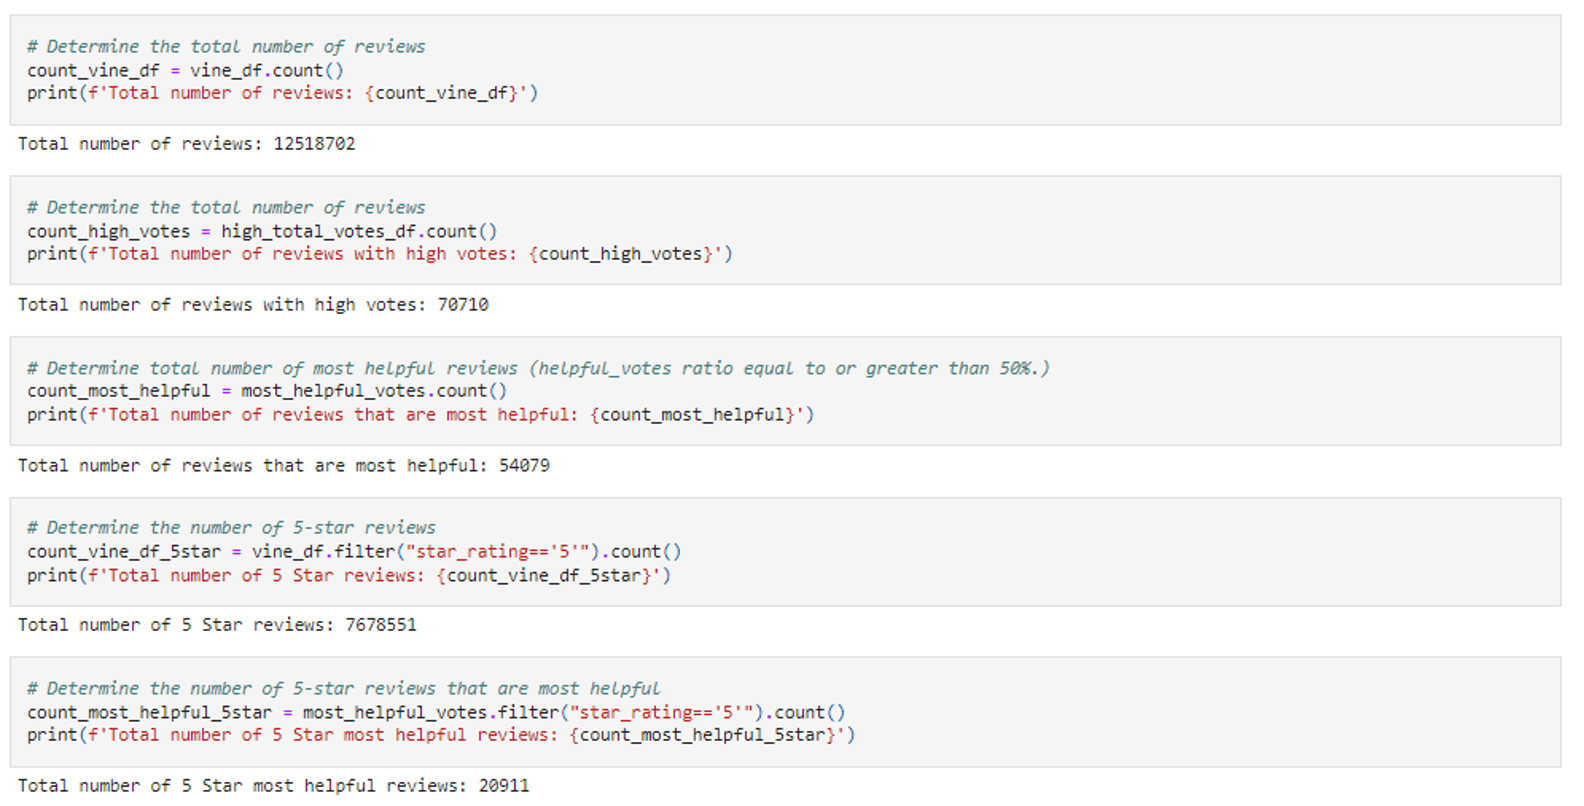 # Determine the total number of reviews
count_vine_df = vine_df.count()
print(f'Total number of reviews: {count_vine_df}')
Total number of reviews: 12518702
# Determine the total number of reviews
count_high_votes = high_total_votes_df.count()
print(f'Total number of reviews with high votes: {count_high_votes}')
Total number of reviews with high votes: 70710
# Determine total number of most helpful reviews (helpful_votes ratio equal to or greater than 50%.)
count_most_helpful = most_helpful_votes.count()
print(f'Total number of reviews that are most helpful: {count_most_helpful}')
Total number of reviews that are most helpful: 54079
# Determine the number of 5-star reviews
count_vine_df_5star = vine_df.filter("star_rating=='5'").count()
print(f'Total number of 5 Star reviews: {count_vine_df_5star}')
Total number of 5 Star reviews: 7678551
# Determine the number of 5-star reviews that are most helpful
count_most_helpful_5star = most_helpful_votes.filter("star_rating=='5'").count()
print(f'Total number of 5 Star most helpful reviews: {count_most_helpful_5star}')
Total number of 5 Star most helpful reviews: 20911